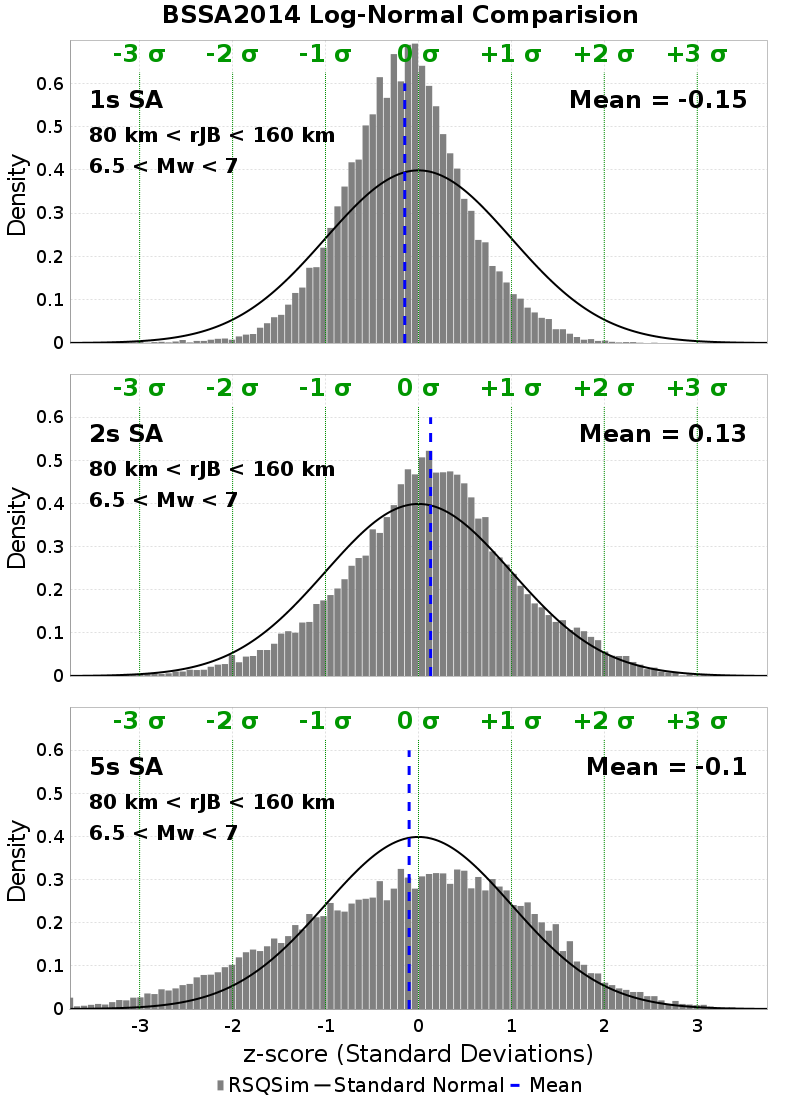 BSSA2014 Log-Normal Comparision
-3 σ -2 σ -1 σ 0 σ +1 σ +2 σ +3 σ
0.6
1s SA Mean = -0.15
0.5
80 km < rJB < 160 km
6.5 < Mw < 7
0.4
Density
0.3
0.2
0.1
0
-3 σ -2 σ -1 σ 0 σ +1 σ +2 σ +3 σ
0.6
2s SA Mean = 0.13
0.5
80 km < rJB < 160 km
6.5 < Mw < 7
0.4
Density
0.3
0.2
0.1
0
-3 σ -2 σ -1 σ 0 σ +1 σ +2 σ +3 σ
0.6
5s SA Mean = -0.1
0.5
80 km < rJB < 160 km
6.5 < Mw < 7
0.4
Density
0.3
0.2
0.1
0
-3 -2 -1 0 1 2 3
z-score (Standard Deviations)
RSQSim Standard Normal Mean